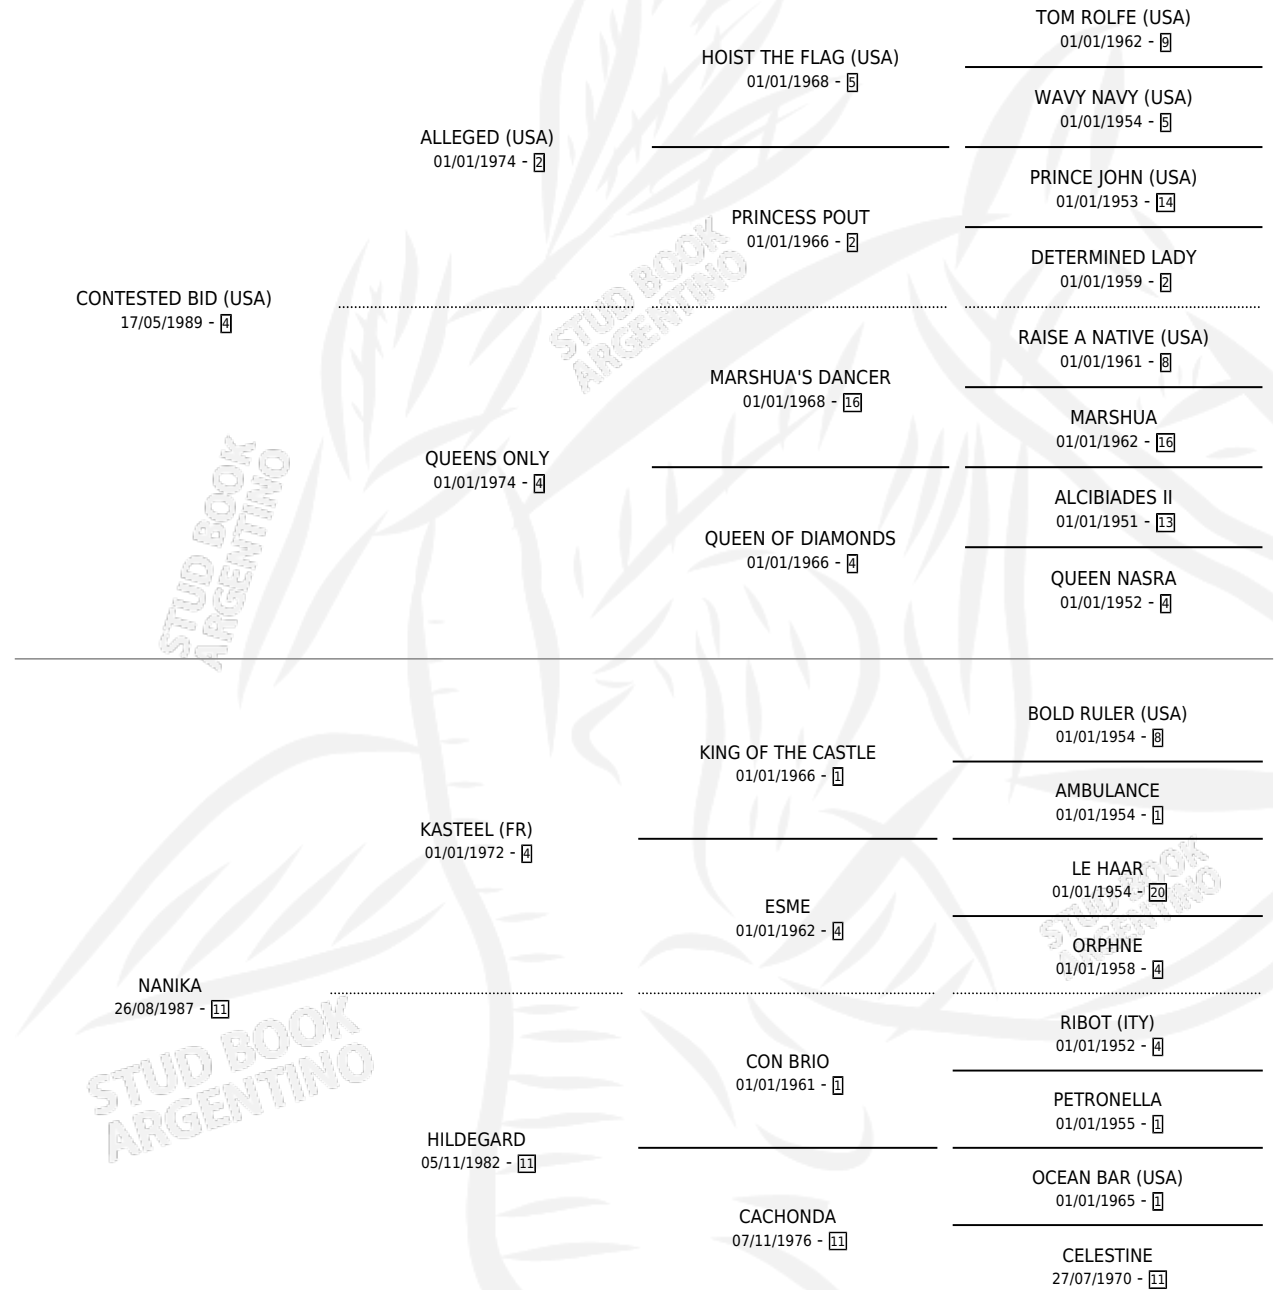 TOM ROLFE (USA)
01/01/1962 - 9
HOIST THE FLAG (USA)
01/01/1968 - 5
WAVY NAVY (USA)
01/01/1954 - 5
ALLEGED (USA)
01/01/1974 - 2
PRINCE JOHN (USA)
01/01/1953 - 14
PRINCESS POUT
01/01/1966 - 2
DETERMINED LADY
01/01/1959 - 2
CONTESTED BID (USA)
17/05/1989 - 4
RAISE A NATIVE (USA)
01/01/1961 - 8
MARSHUA'S DANCER
01/01/1968 - 16
MARSHUA
01/01/1962 - 16
QUEENS ONLY
01/01/1974 - 4
ALCIBIADES II
01/01/1951 - 13
QUEEN OF DIAMONDS
01/01/1966 - 4
QUEEN NASRA
01/01/1952 - 4
BOLD RULER (USA)
01/01/1954 - 8
KING OF THE CASTLE
01/01/1966 - 1
AMBULANCE
01/01/1954 - 1
KASTEEL (FR)
01/01/1972 - 4
LE HAAR
01/01/1954 - 20
ESME
01/01/1962 - 4
ORPHNE
01/01/1958 - 4
NANIKA
26/08/1987 - 11
RIBOT (ITY)
01/01/1952 - 4
CON BRIO
01/01/1961 - 1
PETRONELLA
01/01/1955 - 1
HILDEGARD
05/11/1982 - 11
OCEAN BAR (USA)
01/01/1965 - 1
CACHONDA
07/11/1976 - 11
CELESTINE
27/07/1970 - 11
STUD BOOK
ARGENTINO
STUD BOOK
ARGENTINO
STUD BOOK
ARGENTINO
STUD BOOK
ARGENTINO